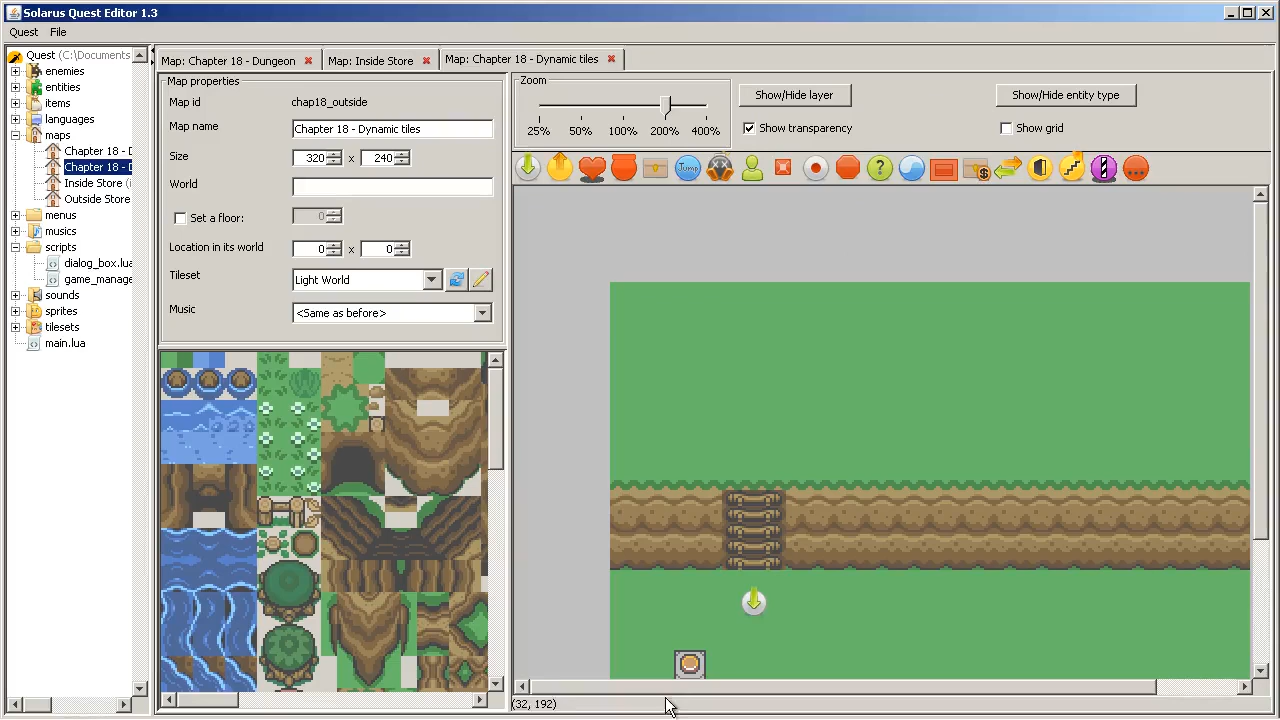 Solarus Quest Editor 1.3
Quest File
Quest (C:\Documents
enemies
entities
items
languages
maps
Chapter 18 - D
Chapter 18 - D
Inside Store (i
Outside Store
menus
musics
scripts
dialog_box.lua
game_manage
sounds
sprites
tilesets
main.lua
Map: Chapter 18 - Dungeon
Map: Inside Store
Map: Chapter 18 - Dynamic tiles
Map properties
Map id chap18_outside
Map name Chapter 18 - Dynamic tiles
Size 320 x 240
World
Set a floor: 0
Location in its world 0 x 0
Tileset Light World
Music <Same as before>
Zoom
25% 50% 100% 200% 400%
Show/Hide layer
Show/Hide entity type
Show transparency
Show grid
Jump
?
$
(32, 192)